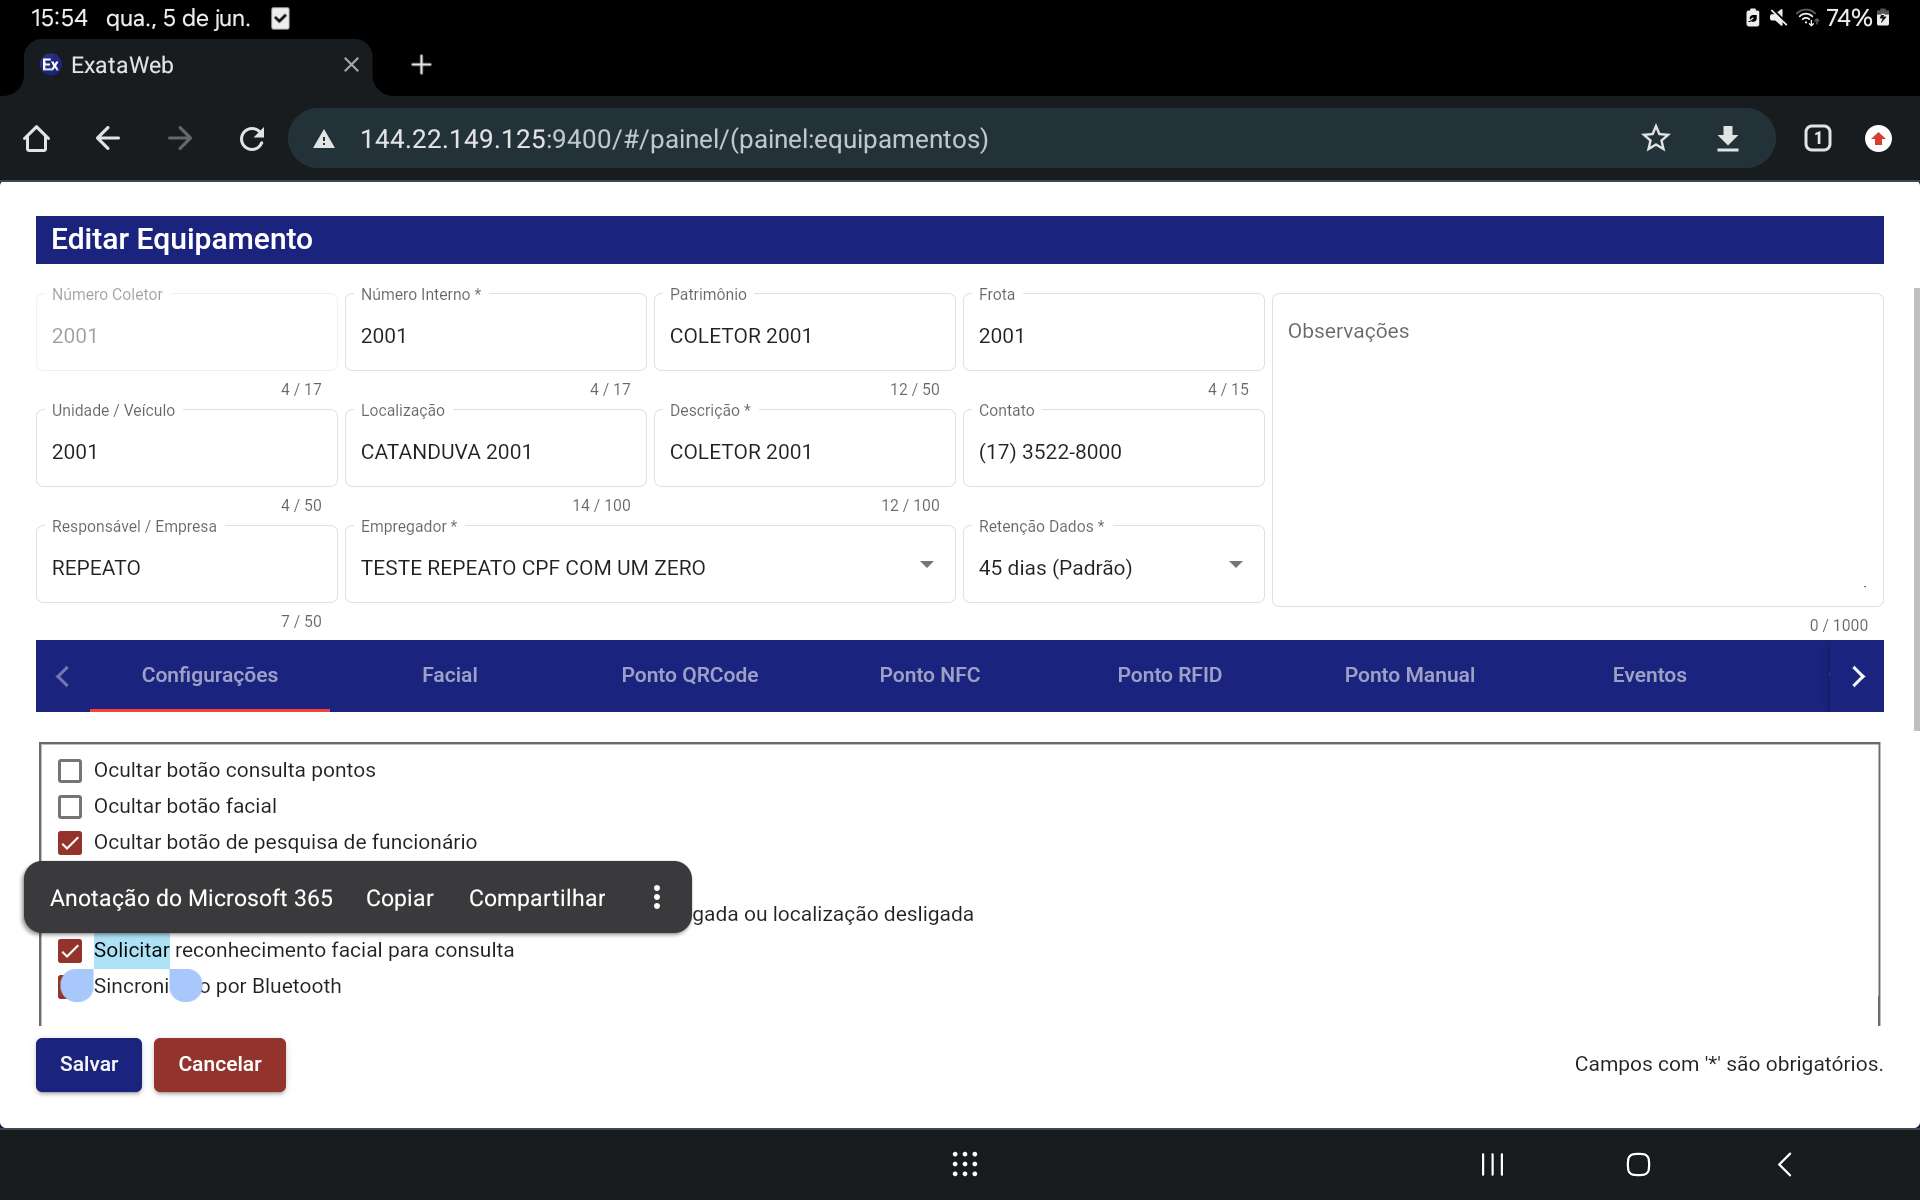 15:54 qua., 5 de jun.
74%
Ex ExataWeb
144.22.149.125:9400/#/painel/(painel:equipamentos)
1
Editar Equipamento
Número Coletor
2001
4 / 17
Número Interno *
2001
4 / 17
Patrimônio
COLETOR 2001
12 / 50
Frota
2001
4 / 15
Observações
0 / 1000
Unidade / Veículo
2001
4 / 50
Localização
CATANDUVA 2001
14 / 100
Descrição *
COLETOR 2001
12 / 100
Contato
(17) 3522-8000
Responsável / Empresa
REPEATO
7 / 50
Empregador *
TESTE REPEATO CPF COM UM ZERO
Retenção Dados *
45 dias (Padrão)
Configurações Facial Ponto QRCode Ponto NFC Ponto RFID Ponto Manual Eventos
Ocultar botão consulta pontos
Ocultar botão facial
Ocultar botão de pesquisa de funcionário
Anotação do Microsoft 365 Copiar Compartilhar
gada ou localização desligada
Solicitar reconhecimento facial para consulta
Sincroni o por Bluetooth
Salvar Cancelar
Campos com '*' são obrigatórios.